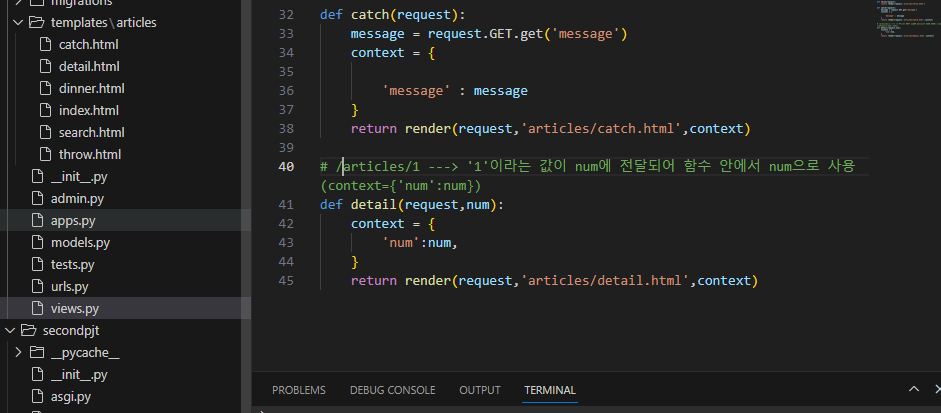 migrations
templates \ articles
catch.html
detail.html
dinner.html
index.html
search.html
throw.html
__init__.py
admin.py
apps.py
models.py
tests.py
urls.py
views.py
secondpjt
__pycache__
__init__.py
asgi.py
32 def catch(request):
33 message = request.GET.get('message')
34 context = {
35
36 'message' : message
37 }
38 return render(request,'articles/catch.html',context)
39
40 # /articles/1 ---> '1'이라는 값이 num에 전달되어 함수 안에서 num으로 사용
(context={'num':num})
41 def detail(request,num):
42 context = {
43 'num':num,
44 }
45 return render(request,'articles/detail.html',context)
PROBLEMS DEBUG CONSOLE OUTPUT TERMINAL